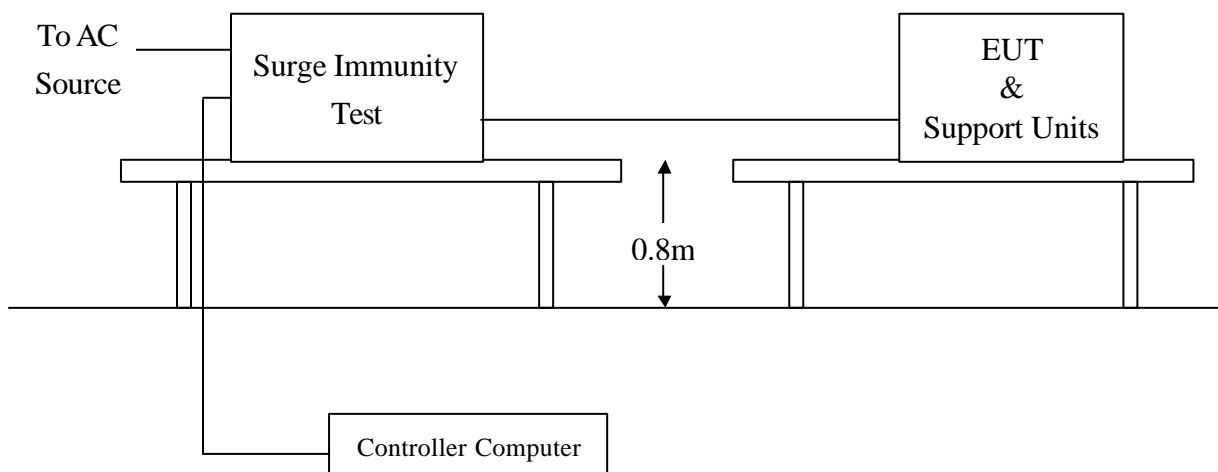 To AC
Source
Surge Immunity
Test
EUT
&
Support Units
0.8m
Controller Computer